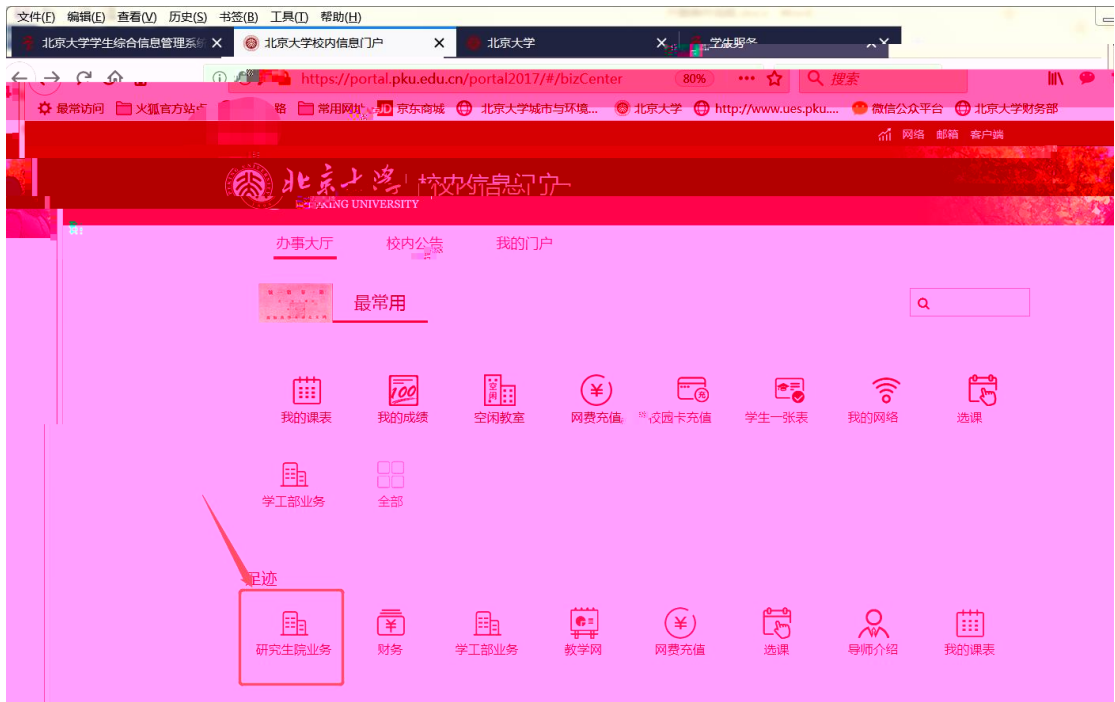 文件(F) 编辑(E) 查看(V) 历史(S) 书签(B) 工具(T) 帮助(H)
北京大学学生综合信息管理系统 北京大学校内信息门户 北京大学
https://portal.pku.edu.cn/portal2017/#/bizCenter 80% 搜索
最常访问 火狐官方站点 常用网址 JD 京东商城 北京大学城市与环境... 北京大学 http://www.ues.pku.... 微信公众平台 北京大学财务部
网络 邮箱 客户端
北京大学 校内信息门户
PEKING UNIVERSITY
办事大厅 校内公告 我的门户
最常用
100
我的课表 我的成绩 空闲教室 网费充值 校园卡充值 学生一张表 我的网络 选课
学工部业务 全部
足迹
研究生院业务 财务 学工部业务 教学网 网费充值 选课 导师介绍 我的课表